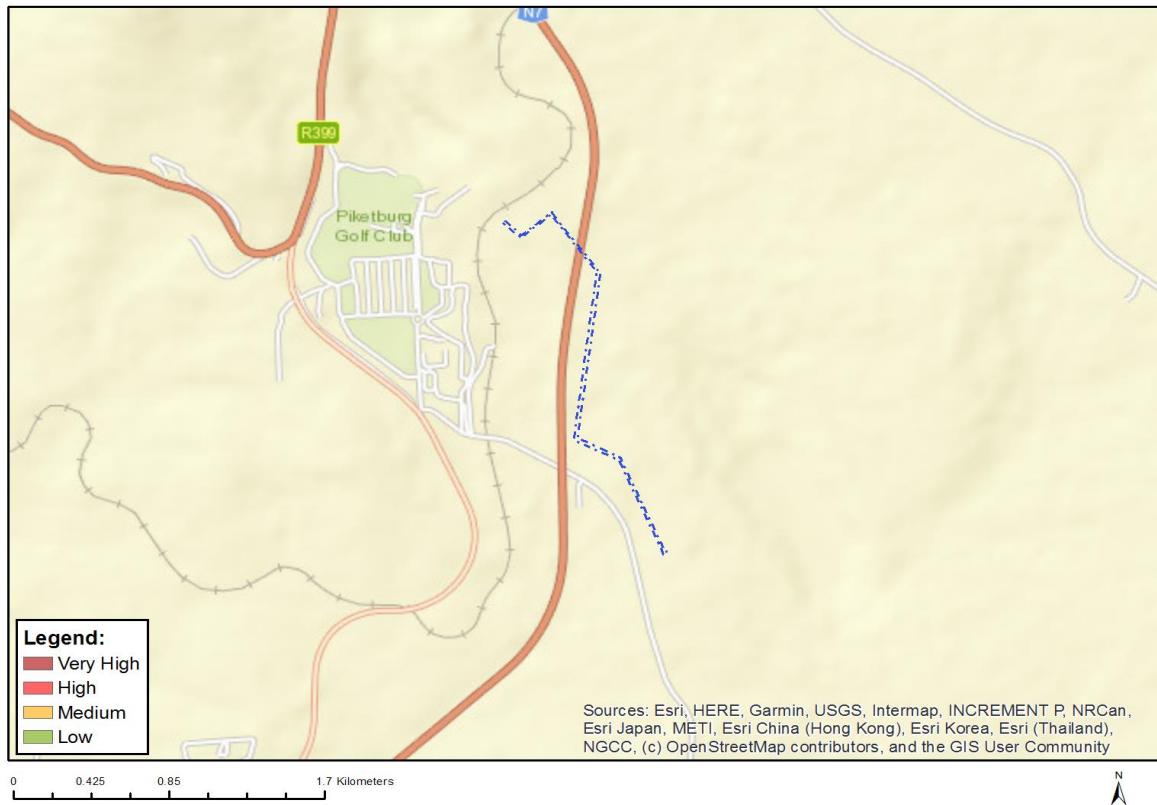 N7
R399
Piketburg
Golf Club
Legend:
Very High
High
Medium
Low
Sources: Esri, HERE, Garmin, USGS, Intermap, INCREMENT P, NRCan,
Esri Japan, METI, Esri China (Hong Kong), Esri Korea, Esri (Thailand),
NGCC, (c) OpenStreetMap contributors, and the GIS User Community
0 0.425 0.85 1.7 Kilometers
N